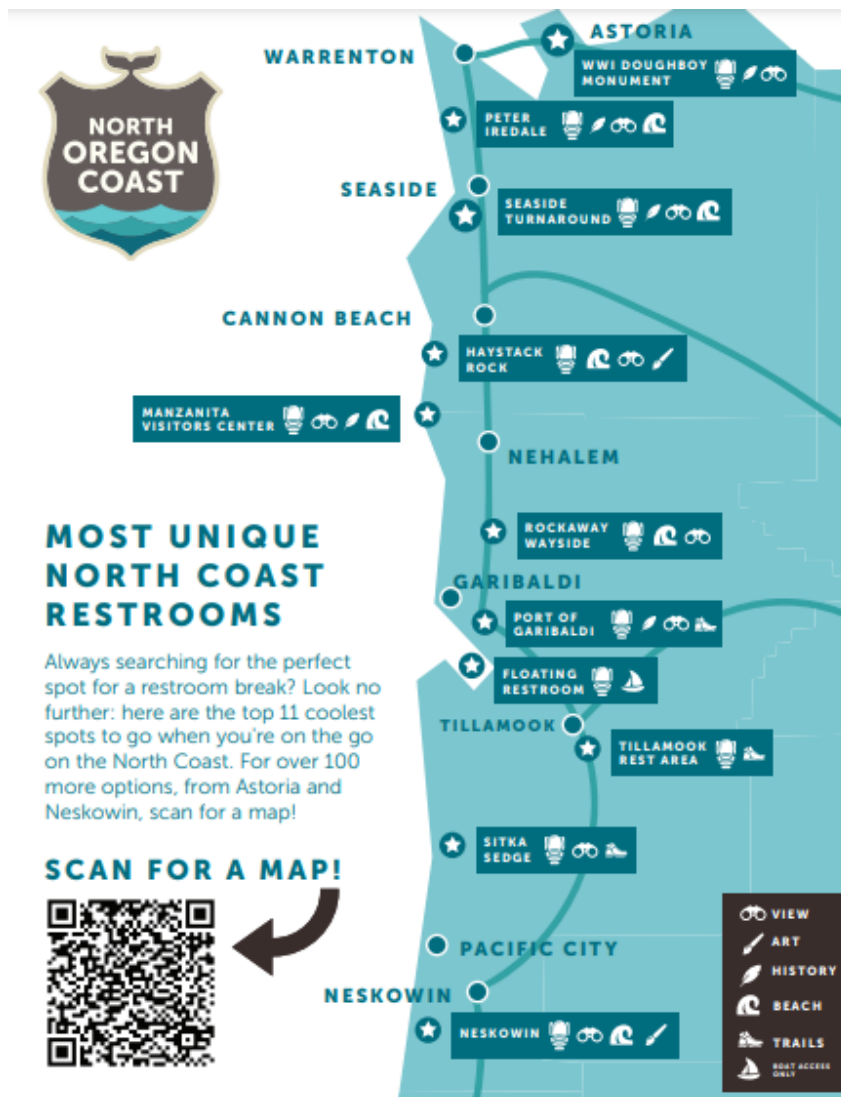 ASTORIA
WARRENTON
WWI DOUGHBOY
MONUMENT
NORTH
OREGON
COAST
PETER
IREDALE
SEASIDE
SEASIDE
TURNAROUND
CANNON BEACH
HAYSTACK
ROCK
MANZANITA
VISITORS CENTER
NEHALEM
ROCKAWAY
WAYSIDE
MOST UNIQUE
NORTH COAST
RESTROOMS
GARIBALDI
PORT OF
GARIBALDI
FLOATING
RESTROOM
Always searching for the perfect
spot for a restroom break? Look no
further: here are the top 11 coolest
spots to go when you're on the go
on the North Coast. For over 100
more options, from Astoria and
Neskowin, scan for a map!
TILLAMOOK
TILLAMOOK
REST AREA
SITKA
SEDGE
SCAN FOR A MAP!
PACIFIC CITY
NESKOWIN
NESKOWIN
VIEW
ART
HISTORY
BEACH
TRAILS
BOAT ACCESS
ONLY